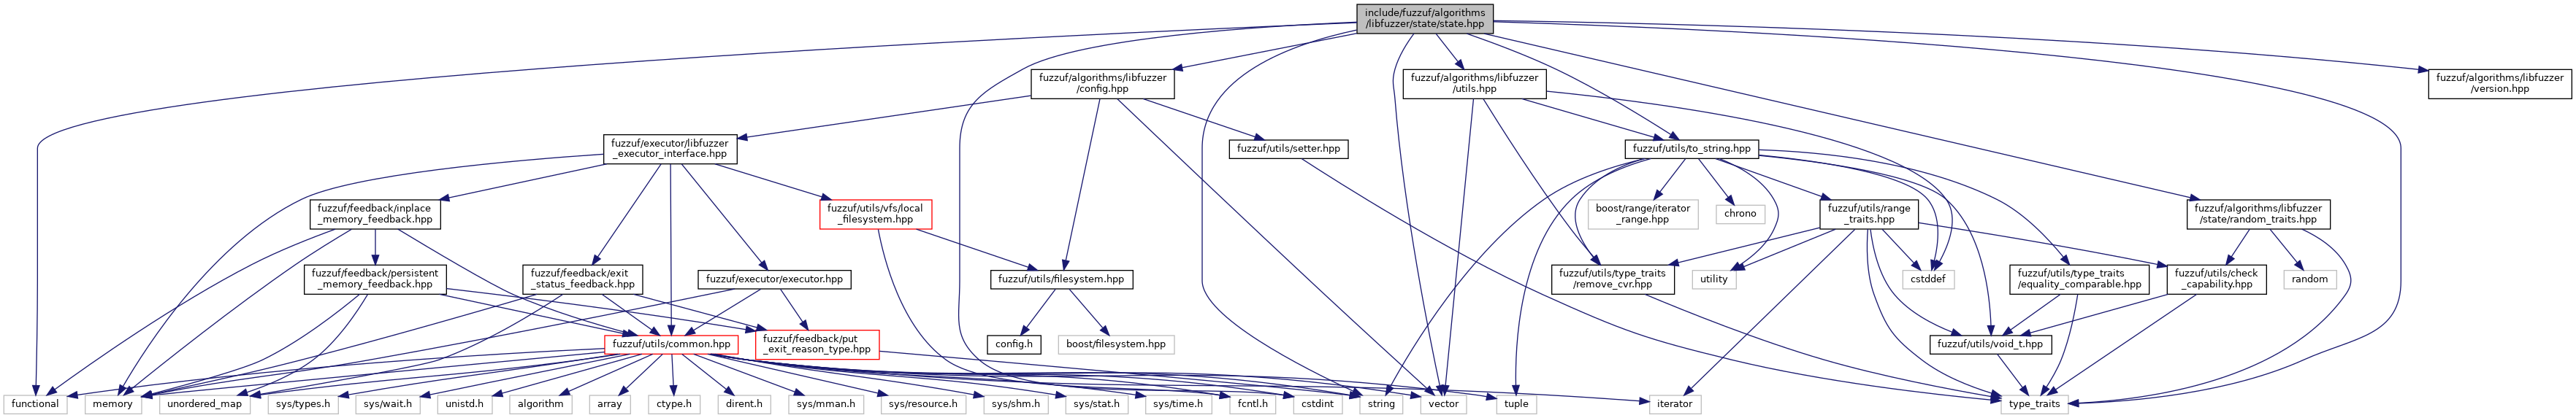 include/fuzzuf/algorithms
/libfuzzer/state/state.hpp
fuzzuf/algorithms/libfuzzer
/config.hpp
fuzzuf/algorithms/libfuzzer
/utils.hpp
fuzzuf/algorithms/libfuzzer
/version.hpp
fuzzuf/executor/libfuzzer
_executor_interface.hpp
fuzzuf/utils/setter.hpp
fuzzuf/utils/to_string.hpp
fuzzuf/feedback/inplace
_memory_feedback.hpp
fuzzuf/utils/vfs/local
_filesystem.hpp
boost/range/iterator
_range.hpp
chrono
fuzzuf/utils/range
_traits.hpp
fuzzuf/algorithms/libfuzzer
/state/random_traits.hpp
fuzzuf/feedback/persistent
_memory_feedback.hpp
fuzzuf/feedback/exit
_status_feedback.hpp
fuzzuf/executor/executor.hpp
fuzzuf/utils/filesystem.hpp
fuzzuf/utils/type_traits
/remove_cvr.hpp
utility
cstddef
fuzzuf/utils/type_traits
/equality_comparable.hpp
fuzzuf/utils/check
_capability.hpp
random
fuzzuf/utils/common.hpp
fuzzuf/feedback/put
_exit_reason_type.hpp
config.h
boost/filesystem.hpp
fuzzuf/utils/void_t.hpp
functional
memory
unordered_map
sys/types.h
sys/wait.h
unistd.h
algorithm
array
ctype.h
dirent.h
sys/mman.h
sys/resource.h
sys/shm.h
sys/stat.h
sys/time.h
fcntl.h
cstdint
string
vector
tuple
iterator
type_traits